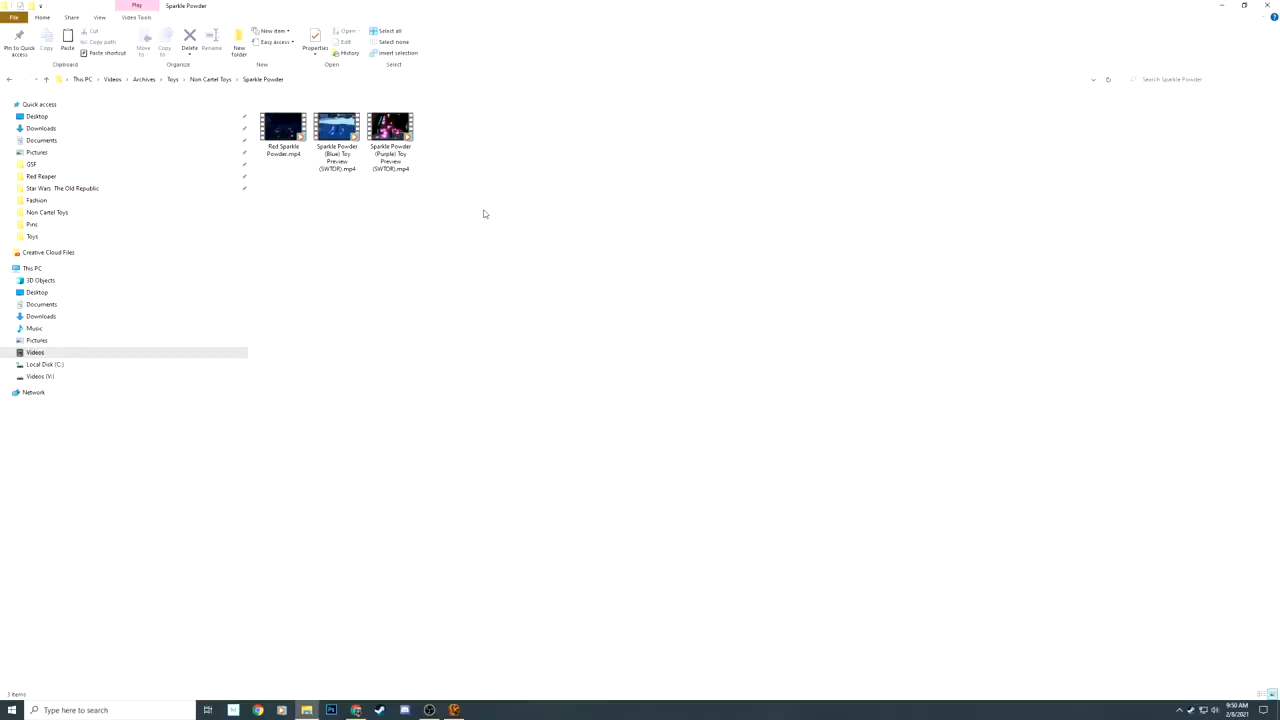 Play
Sparkle Powder
File
Home
Share
View
Video Tools
Pin to Quick access
Copy
Paste
Cut
Copy path
Paste shortcut
Clipboard
Move to
Copy to
Delete
Rename
Organize
New folder
New item
Easy access
New
Properties
Open
Edit
History
Open
Select all
Select none
Invert selection
Select
This PC
Videos
Archives
Toys
Non Cartel Toys
Sparkle Powder
Search Sparkle Powder
Quick access
Desktop
Downloads
Documents
Pictures
GSF
Red Reaper
Star Wars The Old Republic
Fashion
Non Cartel Toys
Pins
Toys
Creative Cloud Files
This PC
3D Objects
Desktop
Documents
Downloads
Music
Pictures
Videos
Local Disk (C:)
Videos (V:)
Network
Red Sparkle
Powder.mp4
Sparkle Powder
(Blue) Toy
Preview
(SWTOR).mp4
Sparkle Powder
(Purple) Toy
Preview
(SWTOR).mp4
3 items
Type here to search
9:50 AM
2/8/2021